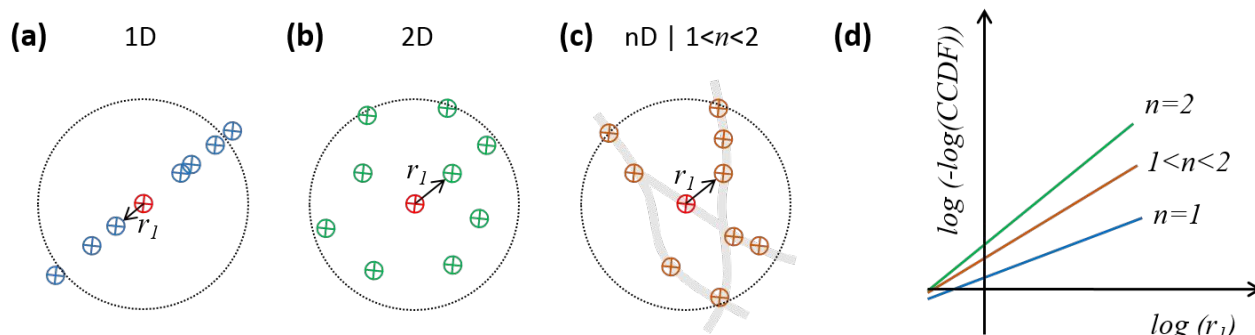 (a) 1D
r1
(b) 2D
r1
(c) nD | 1<n<2
r1
(d)
log (-log(CCDF))
n=2
1<n<2
n=1
log (r1)